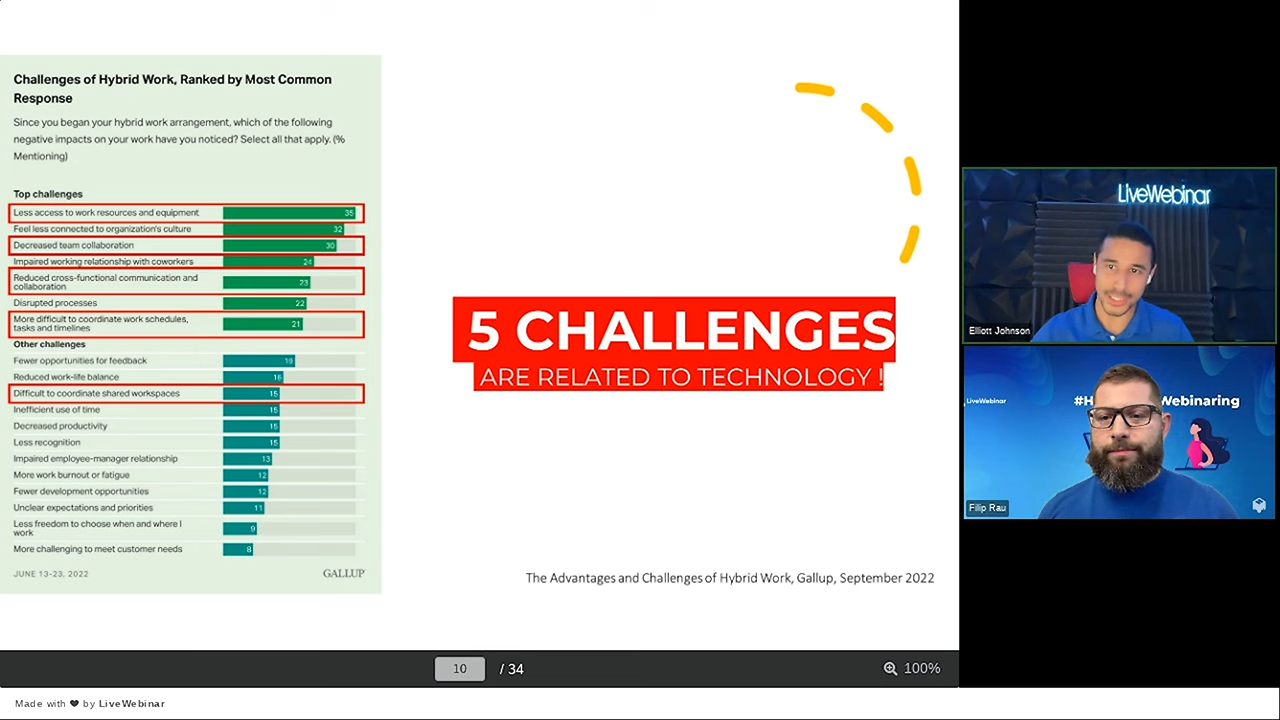 Challenges of Hybrid Work, Ranked by Most Common
Response
Since you began your hybrid work arrangement, which of the following
negative impacts on your work have you noticed? Select all that apply. (%
Mentioning)
Top challenges
Less access to work resources and equipment 35
Feel less connected to organization's culture 32
Decreased team collaboration 30
Impaired working relationship with coworkers 24
Reduced cross-functional communication and
collaboration 23
Disrupted processes 22
More difficult to coordinate work schedules,
tasks and timelines 21
Other challenges
Fewer opportunities for feedback
Reduced work-life balance 16
Difficult to coordinate shared workspaces 15
Inefficient use of time 15
Decreased productivity 15
Less recognition 15
Impaired employee-manager relationship 13
More work burnout or fatigue 12
Fewer development opportunities 12
Unclear expectations and priorities 11
Less freedom to choose when and where I
work 9
More challenging to meet customer needs 8
JUNE 13-23, 2022 GALLUP
5 CHALLENGES
ARE RELATED TO TECHNOLOGY !
The Advantages and Challenges of Hybrid Work, Gallup, September 2022
10 / 34
100%
LiveWebinar
Elliott Johnson
LiveWebinar
#H Webinaring
Filip Rau
Made with ❤ by LiveWebinar